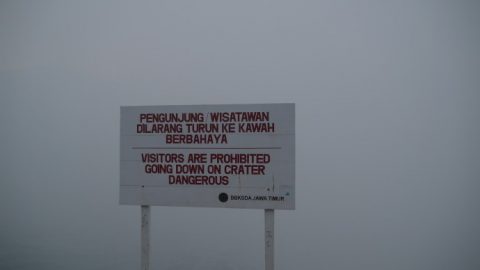 PENGUNJUNG / WISATAWAN
DILARANG TURUN KE KAWAH
BERBAHAYA
VISITORS ARE PROHIBITED
GOING DOWN ON CRATER
DANGEROUS
BBKSDA JAWA TIMUR